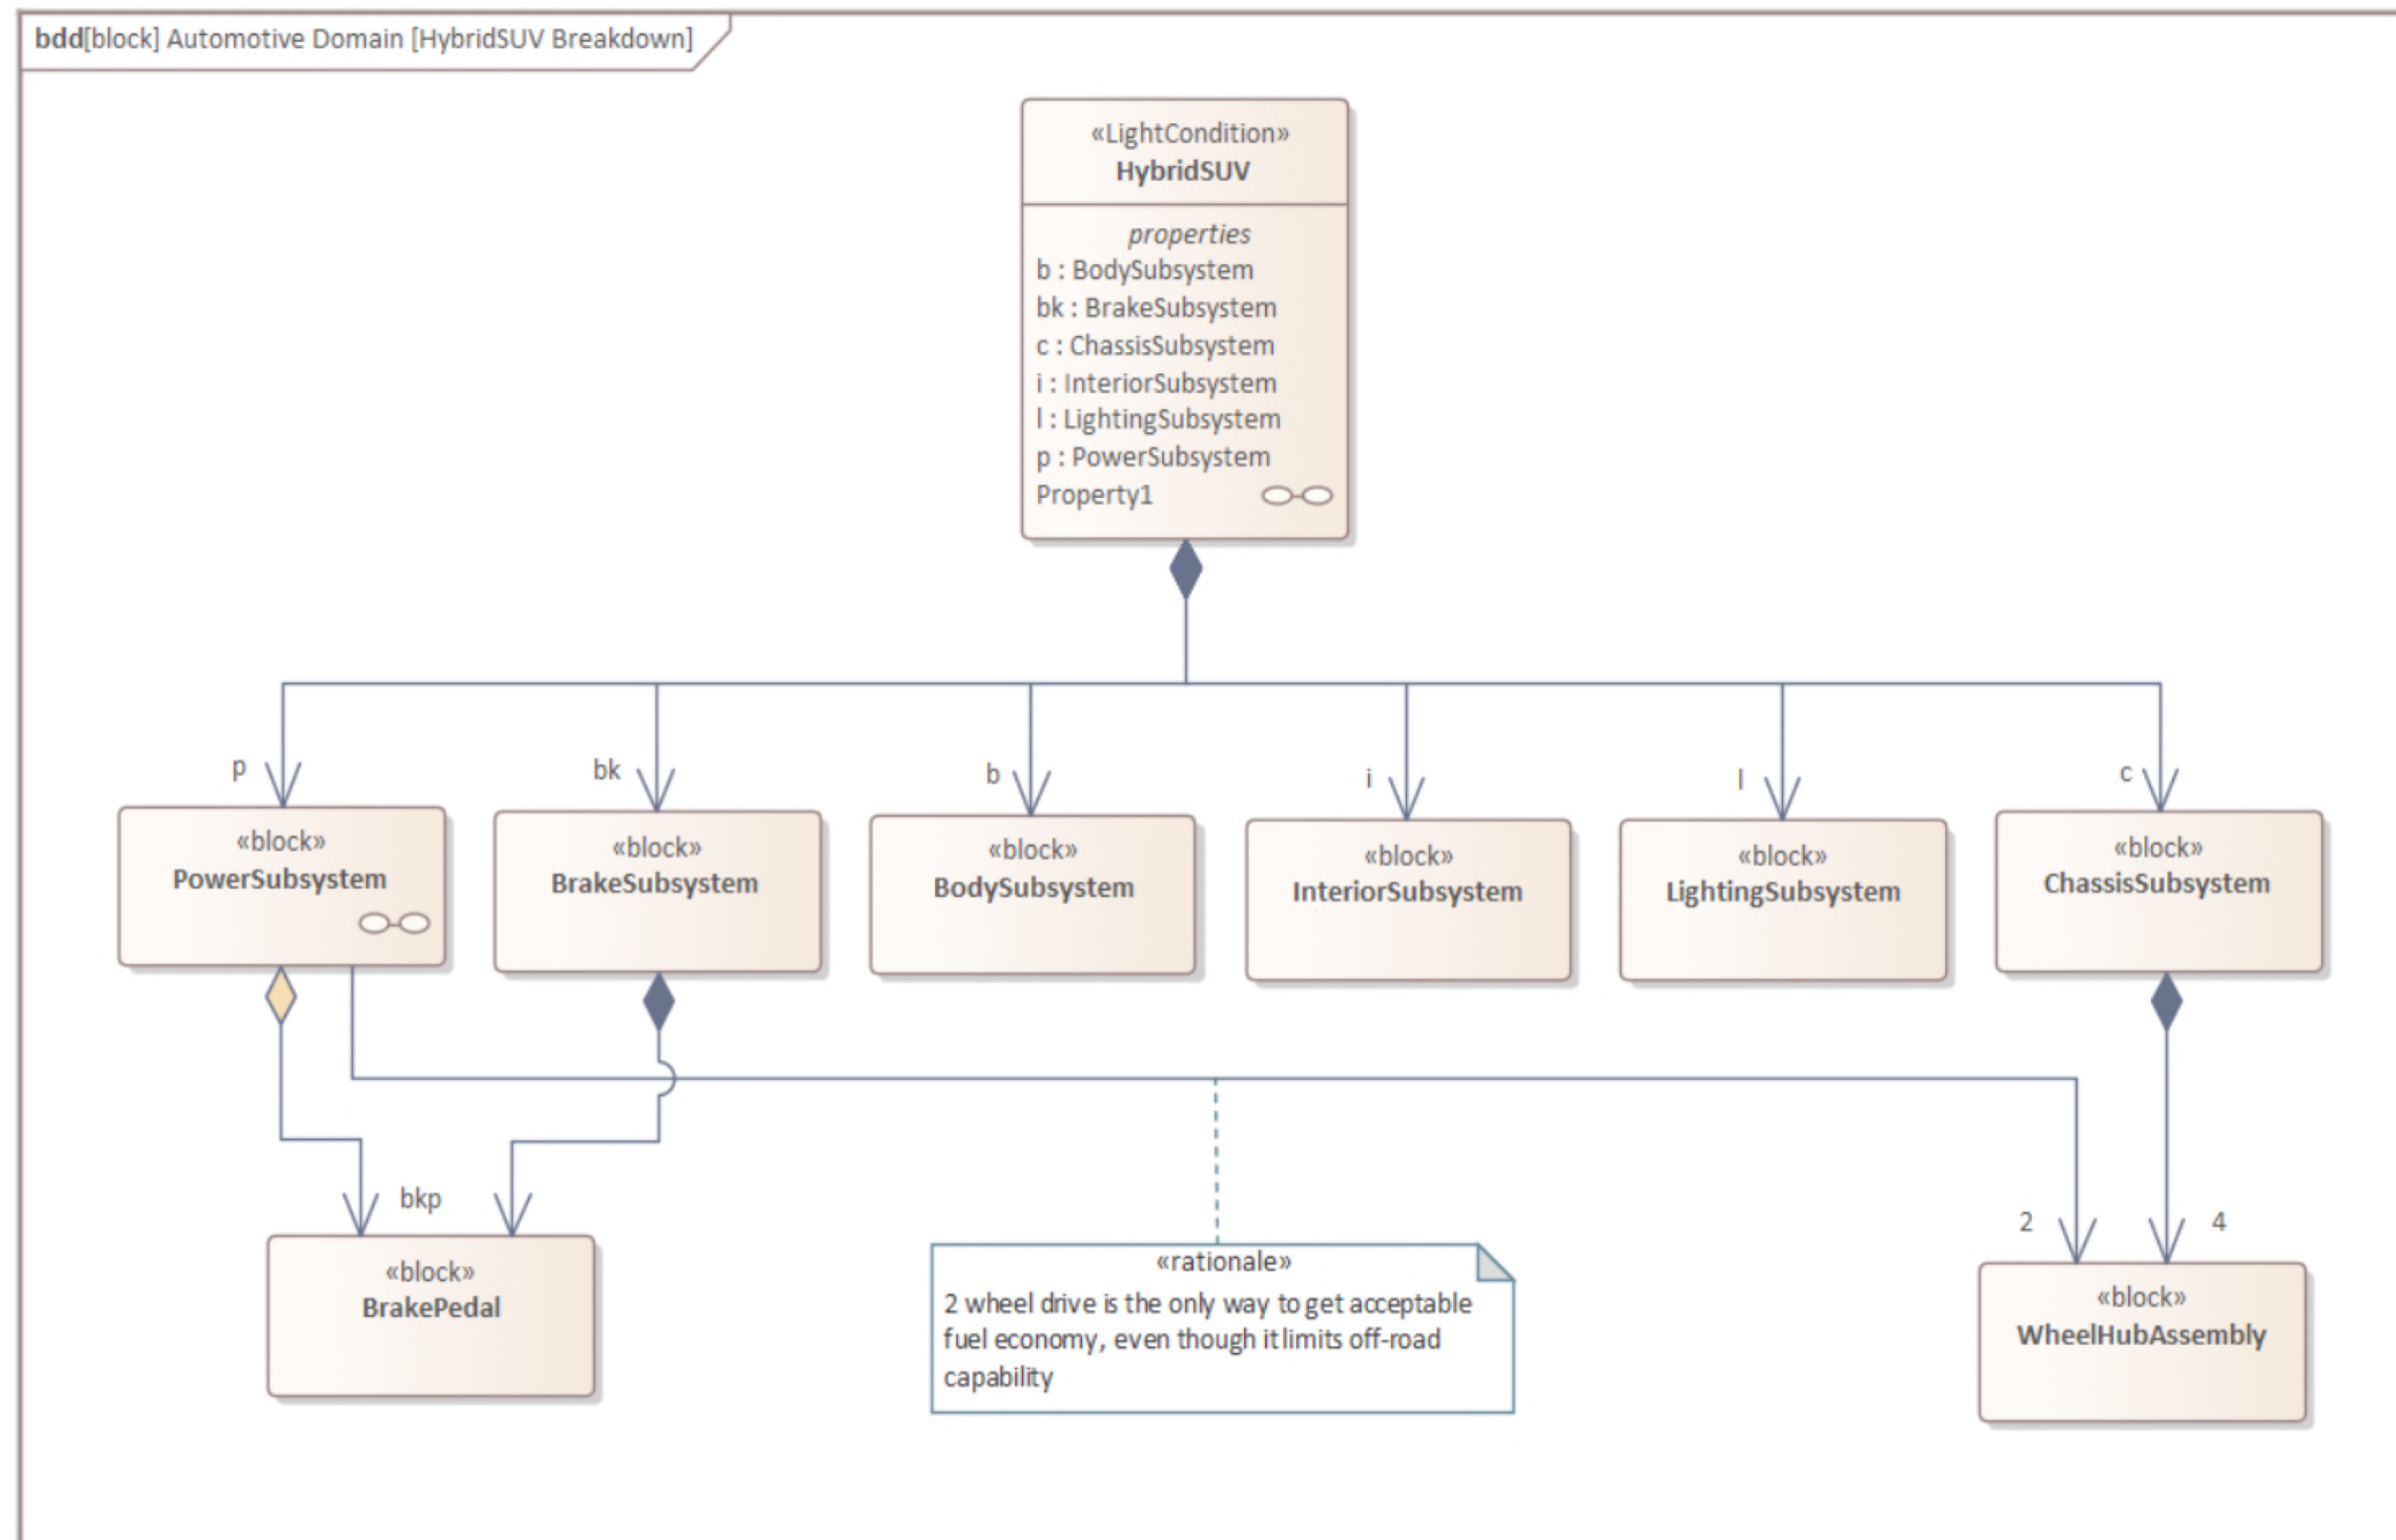 bdd[block] Automotive Domain [HybridSUV Breakdown]
«LightCondition»
HybridSUV
properties
b : BodySubsystem
bk : BrakeSubsystem
c : ChassisSubsystem
i : InteriorSubsystem
l : LightingSubsystem
p : PowerSubsystem
Property1
p
bk
b
i
l
c
«block»
PowerSubsystem
«block»
BrakeSubsystem
«block»
BodySubsystem
«block»
InteriorSubsystem
«block»
LightingSubsystem
«block»
ChassisSubsystem
bkp
2
4
«block»
BrakePedal
«rationale»
2 wheel drive is the only way to get acceptable
fuel economy, even though it limits off-road
capability
«block»
WheelHubAssembly